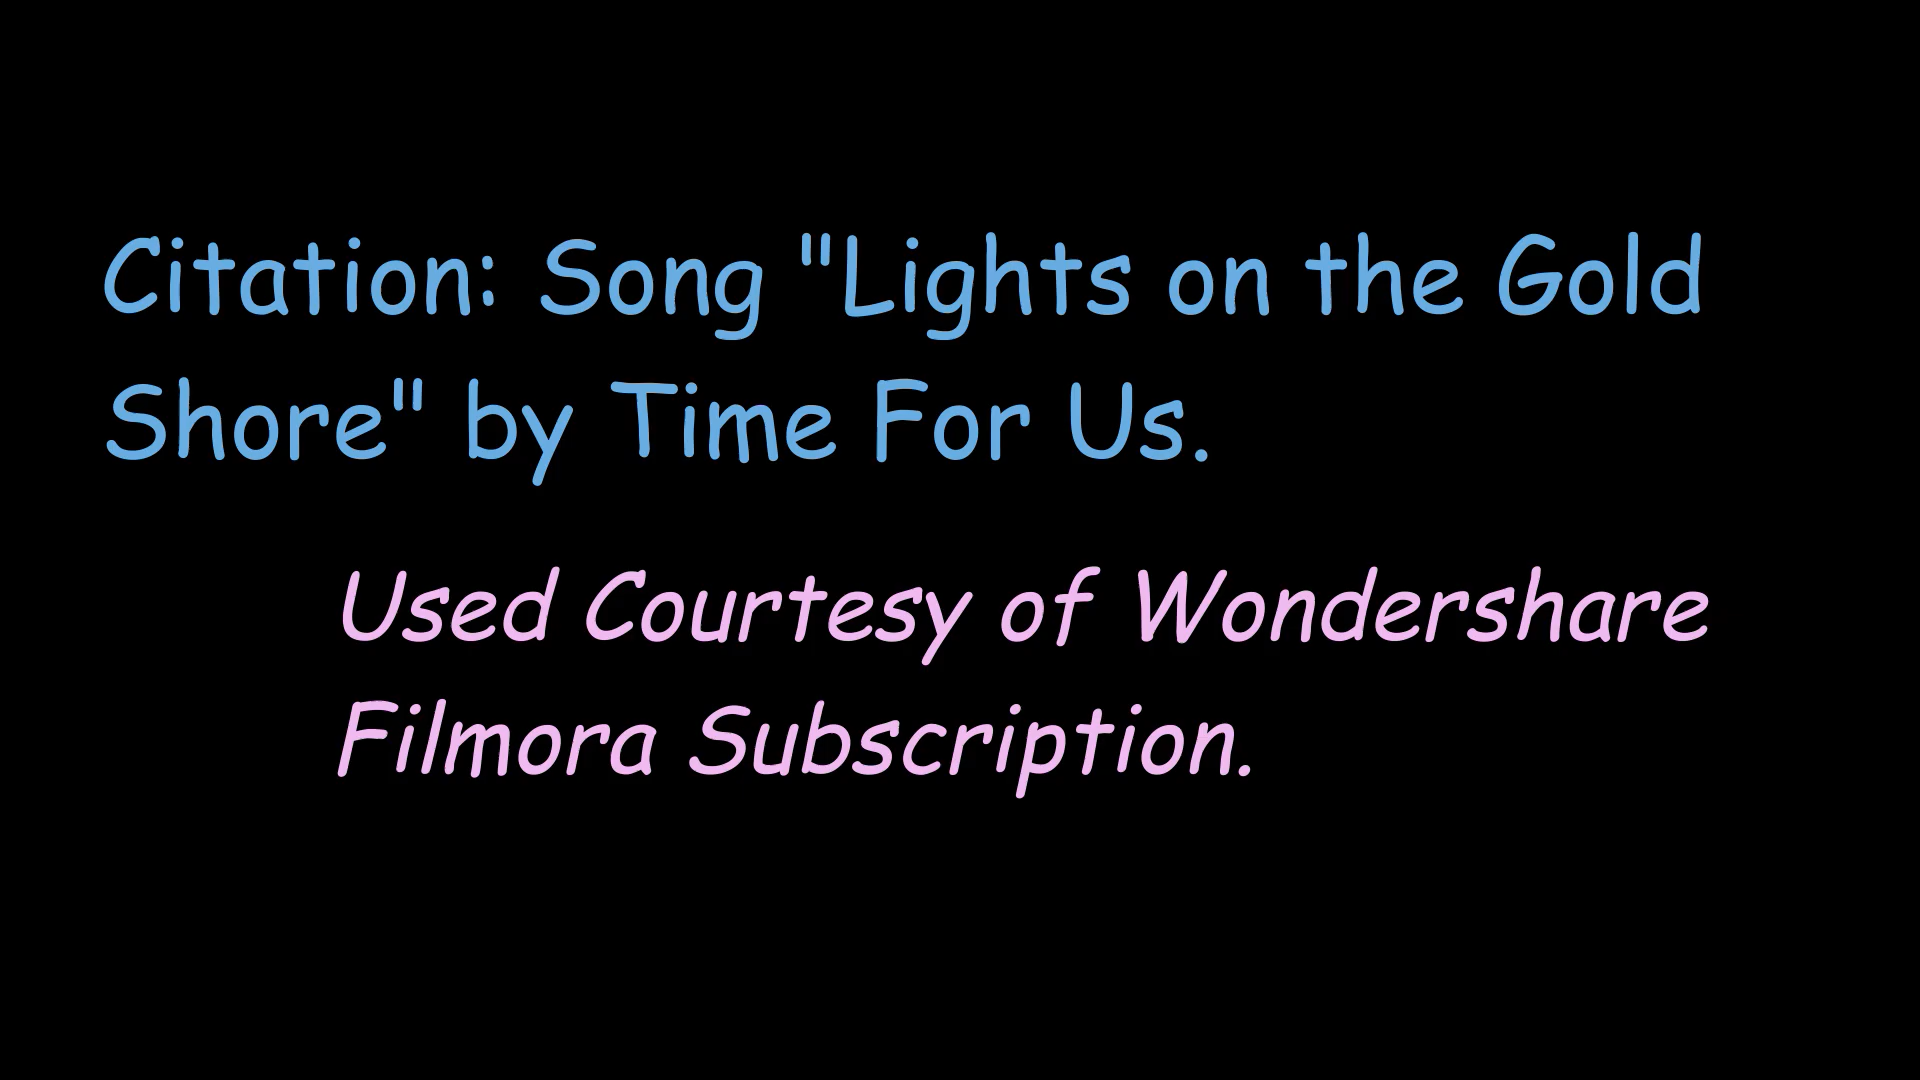 Citation: Song "Lights on the Gold
Shore" by Time For Us.
Used Courtesy of Wondershare
Filmora Subscription.